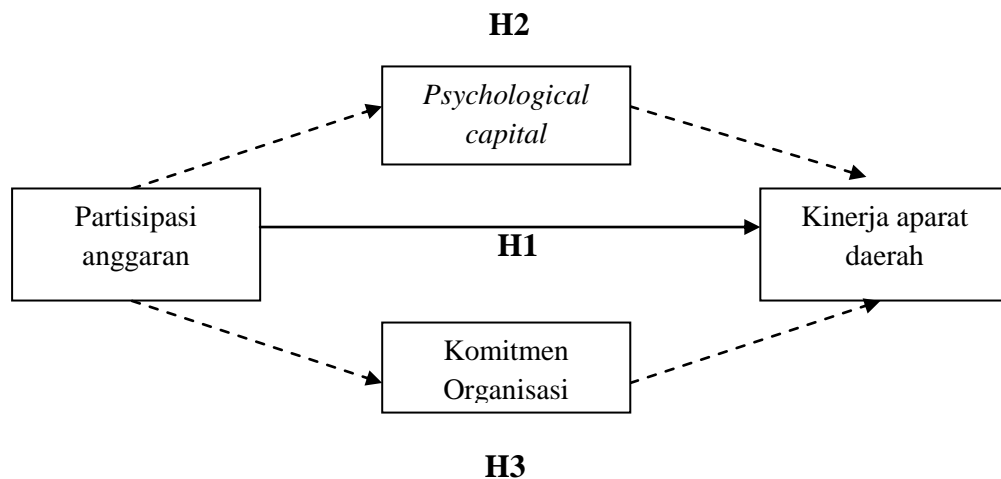 H2
Psychological
capital
Partisipasi
anggaran
H1
Kinerja aparat
daerah
Komitmen
Organisasi
H3